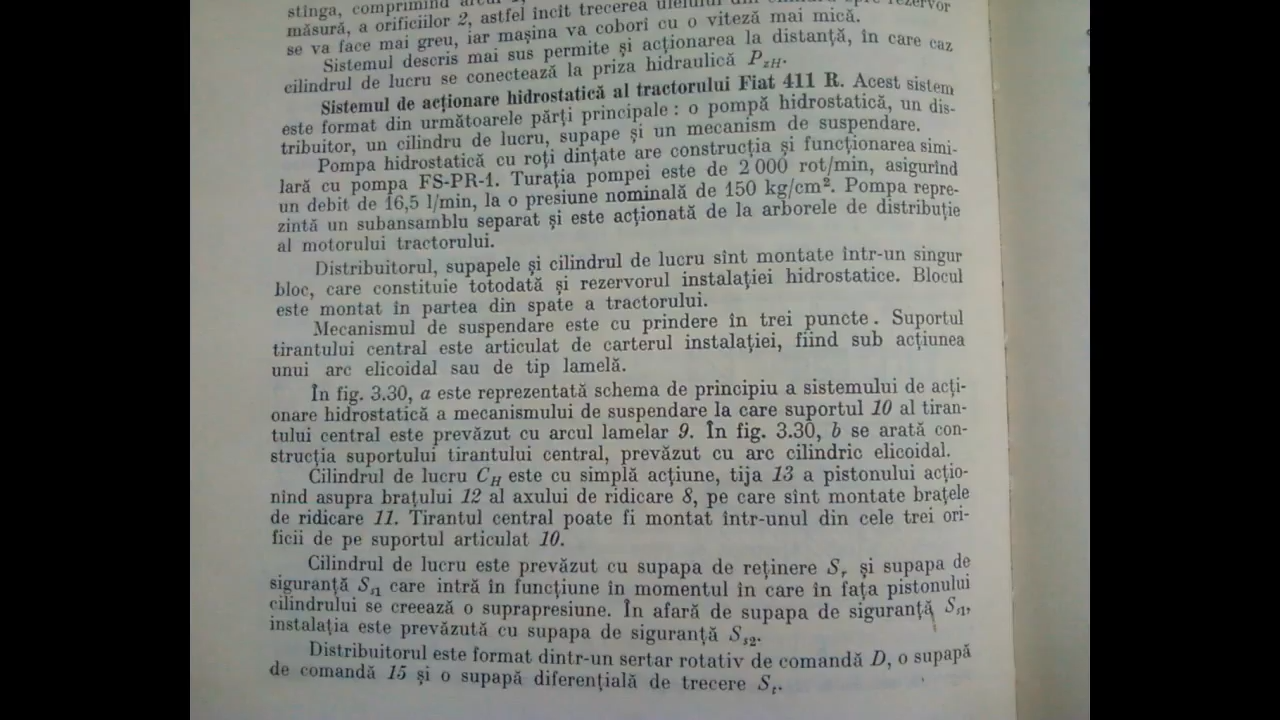 stînga, comprimînd arcul 1,
măsură, a orificiilor 2, astfel încît trecerea uleiului din cilindru spre rezervor
se va face mai greu, iar mașina va coborî cu o viteză mai mică.
Sistemul descris mai sus permite și acționarea la distanță, în care caz
cilindrul de lucru se conectează la priza hidraulică PzH.
Sistemul de acționare hidrostatică al tractorului Fiat 411 R. Acest sistem
este format din următoarele părți principale : o pompă hidrostatică, un dis-
tribuitor, un cilindru de lucru, supape și un mecanism de suspendare.
Pompa hidrostatică cu roți dințate are construcția și funcționarea simi-
lară cu pompa FS-PR-1. Turația pompei este de 2 000 rot/min, asigurînd
un debit de 16,5 l/min, la o presiune nominală de 150 kg/cm². Pompa repre-
zintă un subansamblu separat și este acționată de la arborele de distribuție
al motorului tractorului.
Distribuitorul, supapele și cilindrul de lucru sînt montate într-un singur
bloc, care constituie totodată și rezervorul instalației hidrostatice. Blocul
este montat în partea din spate a tractorului.
Mecanismul de suspendare este cu prindere în trei puncte. Suportul
tirantului central este articulat de carterul instalației, fiind sub acțiunea
unui arc elicoidal sau de tip lamelă.
În fig. 3.30, a este reprezentată schema de principiu a sistemului de acți-
onare hidrostatică a mecanismului de suspendare la care suportul 10 al tiran-
tului central este prevăzut cu arcul lamelar 9. În fig. 3.30, b se arată con-
strucția suportului tirantului central, prevăzut cu arc cilindric elicoidal.
Cilindrul de lucru CH este cu simplă acțiune, tija 13 a pistonului acțio-
nînd asupra brațului 12 al axului de ridicare 8, pe care sînt montate brațele
de ridicare 11. Tirantul central poate fi montat într-unul din cele trei ori-
ficii de pe suportul articulat 10.
Cilindrul de lucru este prevăzut cu supapa de reținere Sr și supapa de
siguranță Ss1 care intră în funcțiune în momentul în care în fața pistonului
cilindrului se creează o suprapresiune. În afară de supapa de siguranță Ss1,
instalația este prevăzută cu supapa de siguranță Ss2.
Distribuitorul este format dintr-un sertar rotativ de comandă D, o supapă
de comandă 15 și o supapă diferențială de trecere St.